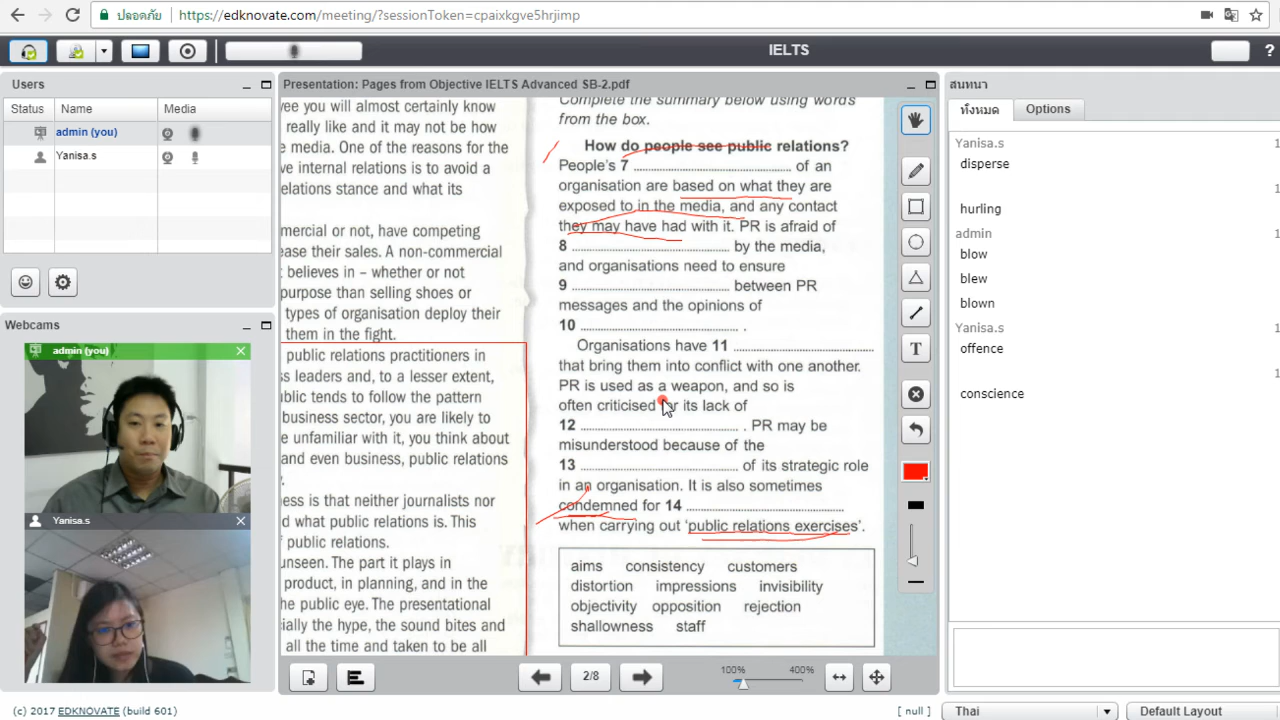 ปลอดภัย
https://edknovate.com/meeting/?sessionToken=cpaixkgve5hrjimp
IELTS
?
Users
Status Name Media
admin (you)
Yanisa.s
Webcams
admin (you)
Yanisa.s
Presentation: Pages from Objective IELTS Advanced SB-2.pdf
yee you will almost certainly know
really like and it may not be how
e media. One of the reasons for the
ve internal relations is to avoid a
elations stance and what its
mercial or not, have competing
ease their sales. A non-commercial
believes in – whether or not
purpose than selling shoes or
types of organisation deploy their
them in the fight.
public relations practitioners in
ss leaders and, to a lesser extent,
ublic tends to follow the pattern
business sector, you are likely to
e unfamiliar with it, you think about
and even business, public relations
y.
ness is that neither journalists nor
d what public relations is. This
f public relations.
unseen. The part it plays in
product, in planning, and in the
he public eye. The presentational
ially the hype, the sound bites and
all the time and taken to be all
Complete the summary below using words
from the box.
How do people see public relations?
People's 7 ........................................ of an
organisation are based on what they are
exposed to in the media, and any contact
they may have had with it. PR is afraid of
8 ........................................ by the media,
and organisations need to ensure
9 ........................................ between PR
messages and the opinions of
10 ........................................ .
Organisations have 11 ........................................
that bring them into conflict with one another.
PR is used as a weapon, and so is
often criticised for its lack of
12 ........................................ . PR may be
misunderstood because of the
13 ........................................ of its strategic role
in an organisation. It is also sometimes
condemned for 14 ........................................
when carrying out 'public relations exercises'.
aims consistency customers
distortion impressions invisibility
objectivity opposition rejection
shallowness staff
T
2/8
100% 400%
สนทนา
ทั้งหมด Options
Yanisa.s 1
disperse
1
hurling
admin 1
blow
blew
blown
Yanisa.s 1
offence
1
conscience
(c) 2017 EDKNOVATE (build 601)
[ null ]
Thai
Default Layout